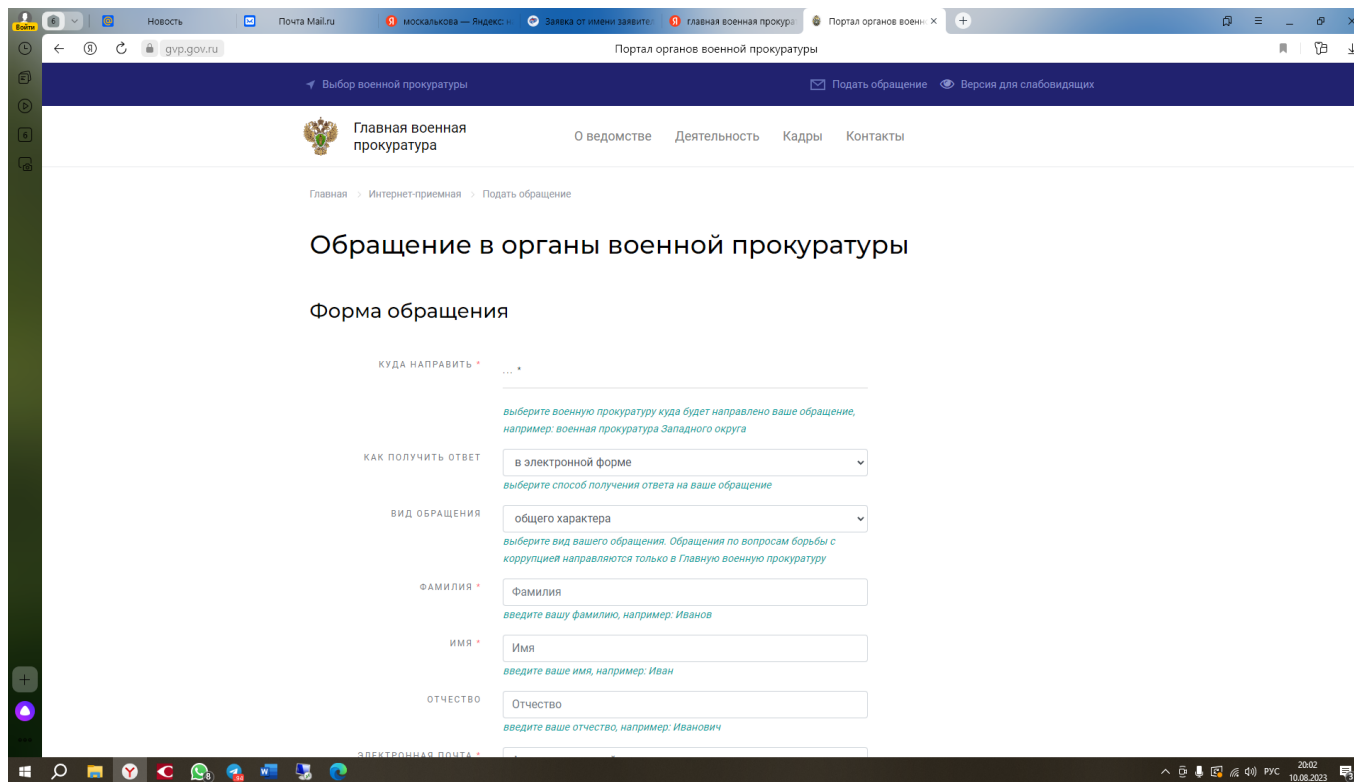 Войти
6
Новость
Почта Mail.ru
москалькова — Яндекс: н
Заявка от имени заявител
главная военная прокура
Портал органов военн
gvp.gov.ru
Портал органов военной прокуратуры
6
Выбор военной прокуратуры
Подать обращение
Версия для слабовидящих
Главная военная
прокуратура
О ведомстве Деятельность Кадры Контакты
Главная > Интернет-приемная > Подать обращение
Обращение в органы военной прокуратуры
Форма обращения
КУДА НАПРАВИТЬ *
... *
выберите военную прокуратуру куда будет направлено ваше обращение,
например: военная прокуратура Западного округа
КАК ПОЛУЧИТЬ ОТВЕТ
в электронной форме
выберите способ получения ответа на ваше обращение
ВИД ОБРАЩЕНИЯ
общего характера
выберите вид вашего обращения. Обращения по вопросам борьбы с
коррупцией направляются только в Главную военную прокуратуру
ФАМИЛИЯ *
Фамилия
введите вашу фамилию, например: Иванов
ИМЯ *
Имя
введите ваше имя, например: Иван
ОТЧЕСТВО
Отчество
введите ваше отчество, например: Иванович
ЭЛЕКТРОННАЯ ПОЧТА *
РУС
20:02
10.08.2023